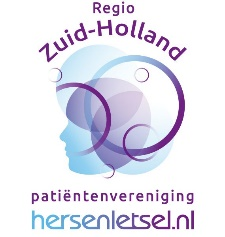 Regio
Zuid-Holland
patiëntenvereniging
hersenletsel.nl